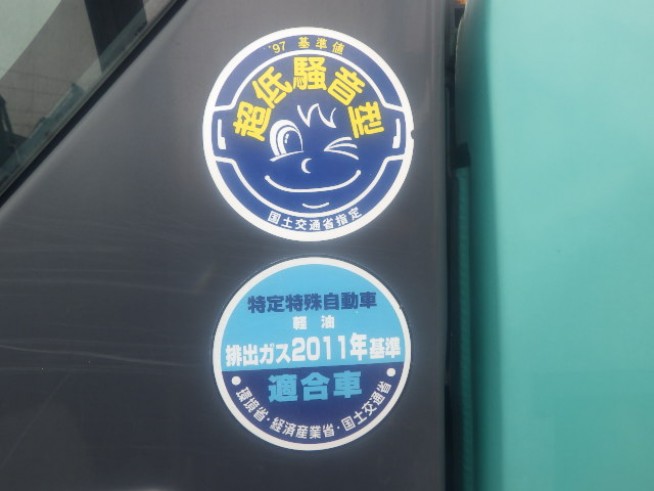 '97 基準値
超低騒音型
国土交通省指定
特定特殊自動車
軽油
排出ガス2011年基準
適合車
・環境省・経済産業省・国土交通省・